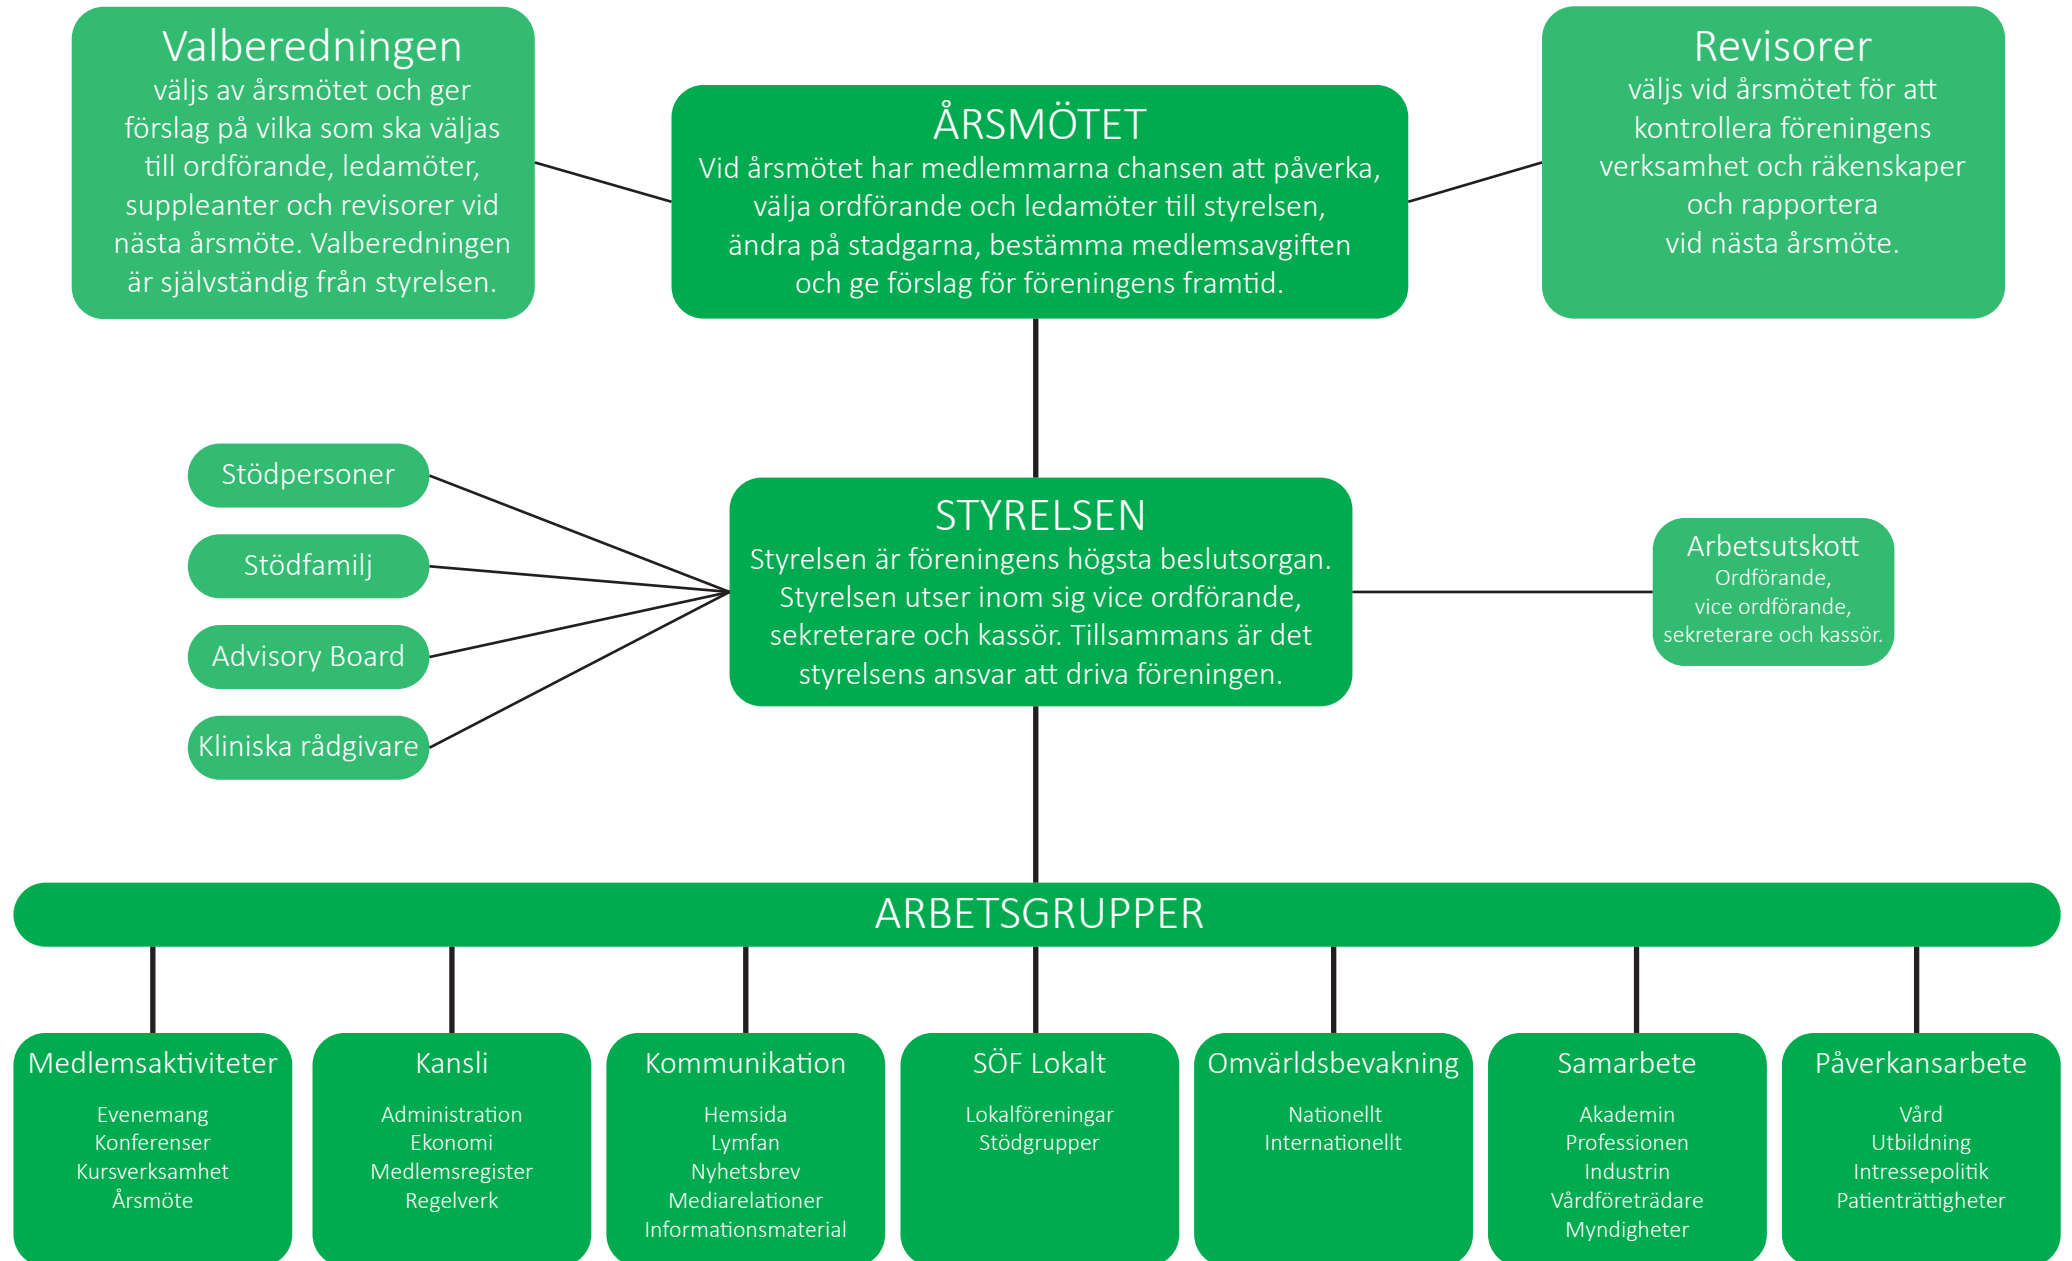 Valberedningen
väljs av årsmötet och ger
förslag på vilka som ska väljas
till ordförande, ledamöter,
suppleanter och revisorer vid
nästa årsmöte. Valberedningen
är självständig från styrelsen.
ÅRSMÖTET
Vid årsmötet har medlemmarna chansen att påverka,
välja ordförande och ledamöter till styrelsen,
ändra på stadgarna, bestämma medlemsavgiften
och ge förslag för föreningens framtid.
Revisorer
väljs vid årsmötet för att
kontrollera föreningens
verksamhet och räkenskaper
och rapportera
vid nästa årsmöte.
Stödpersoner
Stödfamilj
Advisory Board
Kliniska rådgivare
STYRELSEN
Styrelsen är föreningens högsta beslutsorgan.
Styrelsen utser inom sig vice ordförande,
sekreterare och kassör. Tillsammans är det
styrelsens ansvar att driva föreningen.
Arbetsutskott
Ordförande,
vice ordförande,
sekreterare och kassör.
ARBETSGRUPPER
Medlemsaktiviteter
Evenemang
Konferenser
Kursverksamhet
Årsmöte
Kansli
Administration
Ekonomi
Medlemsregister
Regelverk
Kommunikation
Hemsida
Lymfan
Nyhetsbrev
Mediarelationer
Informationsmaterial
SÖF Lokalt
Lokalföreningar
Stödgrupper
Omvärldsbevakning
Nationellt
Internationellt
Samarbete
Akademin
Professionen
Industrin
Vårdföreträdare
Myndigheter
Påverkansarbete
Vård
Utbildning
Intressepolitik
Patienträttigheter